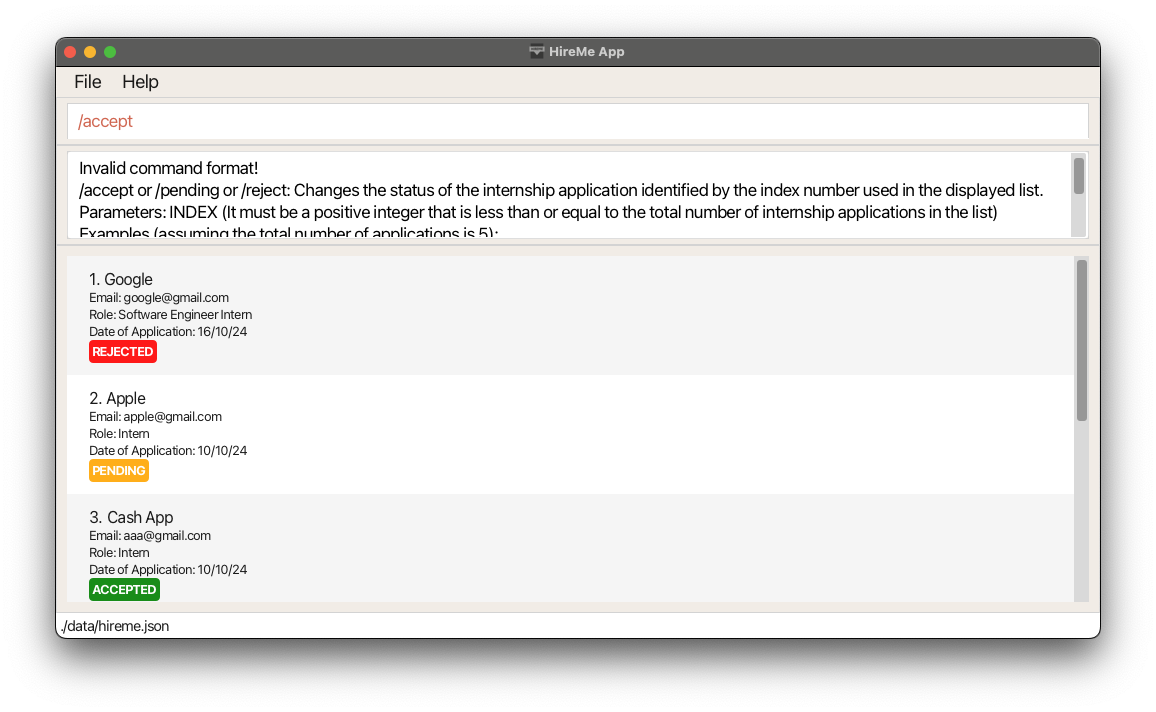 HireMe App
File Help
/accept
Invalid command format!
/accept or /pending or /reject: Changes the status of the internship application identified by the index number used in the displayed list.
Parameters: INDEX (It must be a positive integer that is less than or equal to the total number of internship applications in the list)
Examples (assuming the total number of applications is 5):
1. Google
Email: google@gmail.com
Role: Software Engineer Intern
Date of Application: 16/10/24
REJECTED
2. Apple
Email: apple@gmail.com
Role: Intern
Date of Application: 10/10/24
PENDING
3. Cash App
Email: aaa@gmail.com
Role: Intern
Date of Application: 10/10/24
ACCEPTED
./data/hireme.json